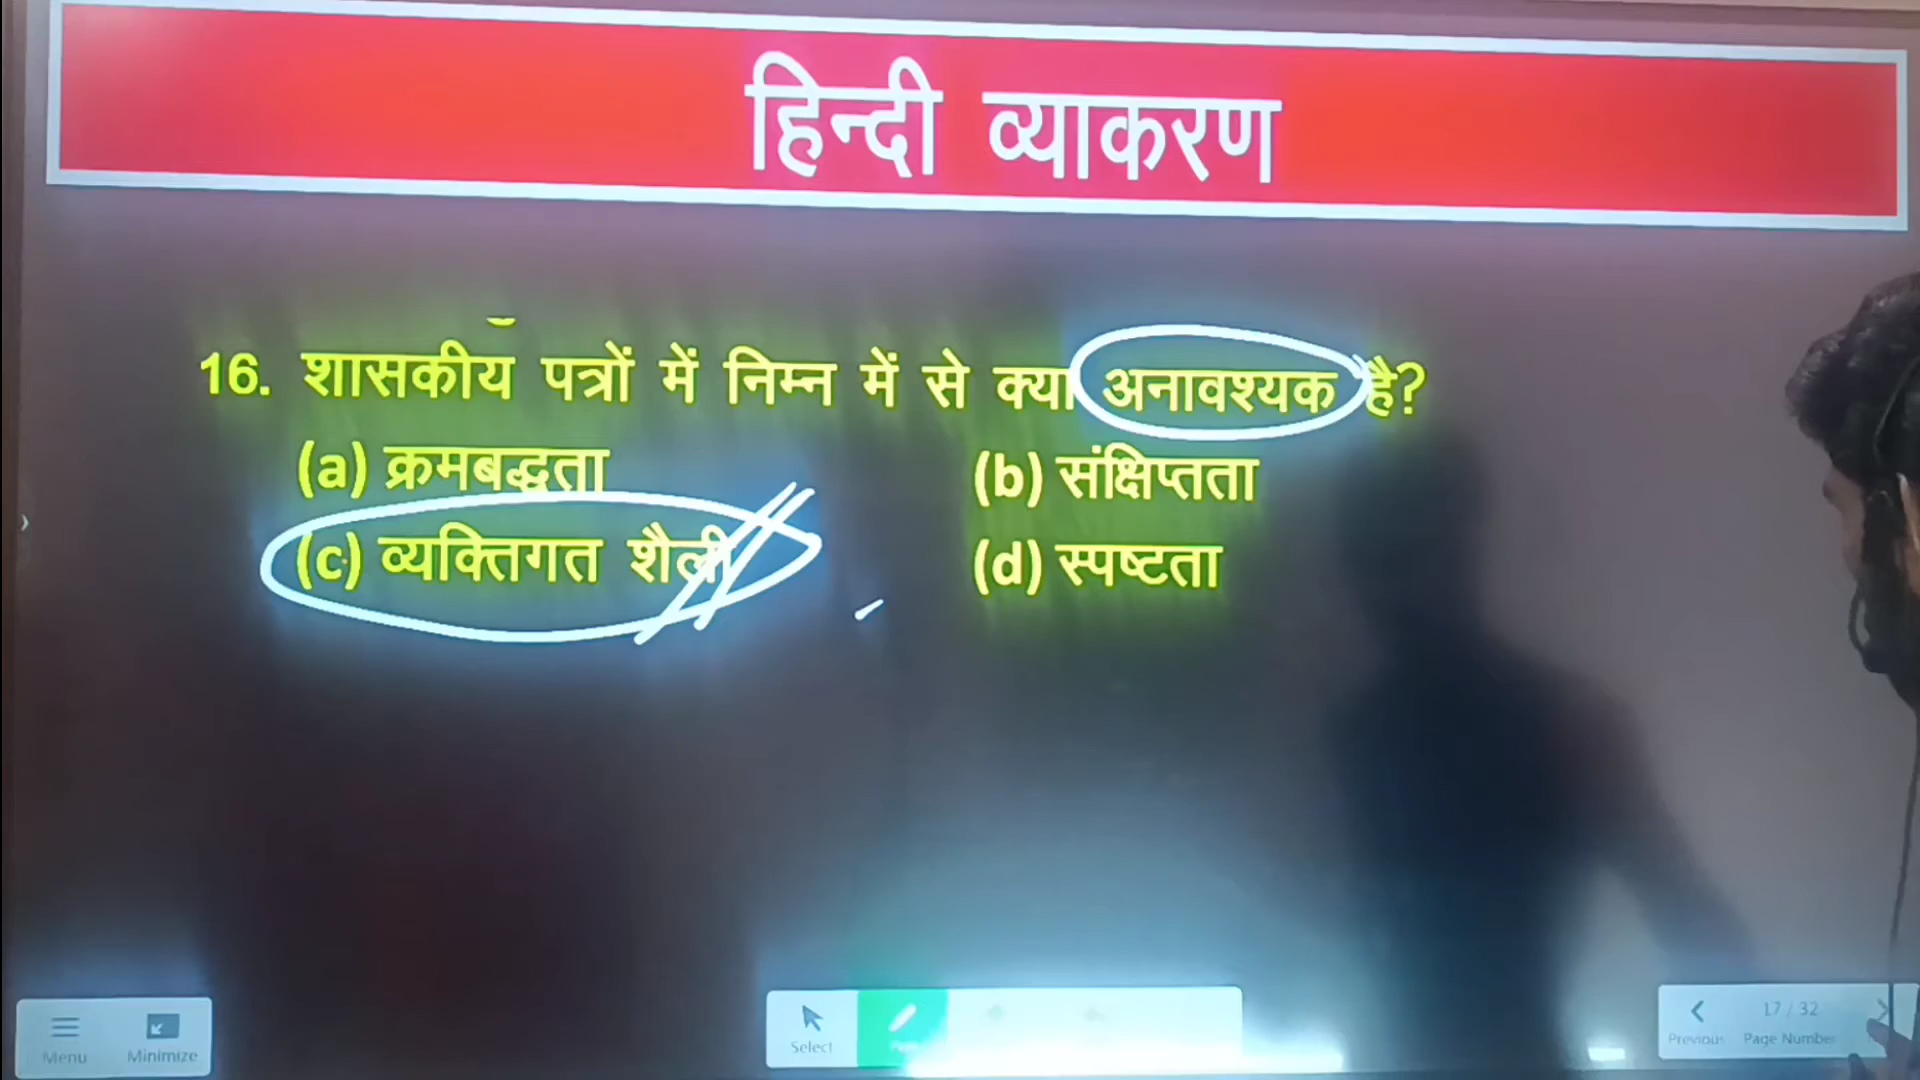 हिन्दी व्याकरण
16. शासकीय पत्रों में निम्न में से क्या अनावश्यक है?
(a) क्रमबद्धता (b) संक्षिप्तता
(c) व्यक्तिगत शैली (d) स्पष्टता
Menu Minimize Select 17 / 32
Previous Page Number